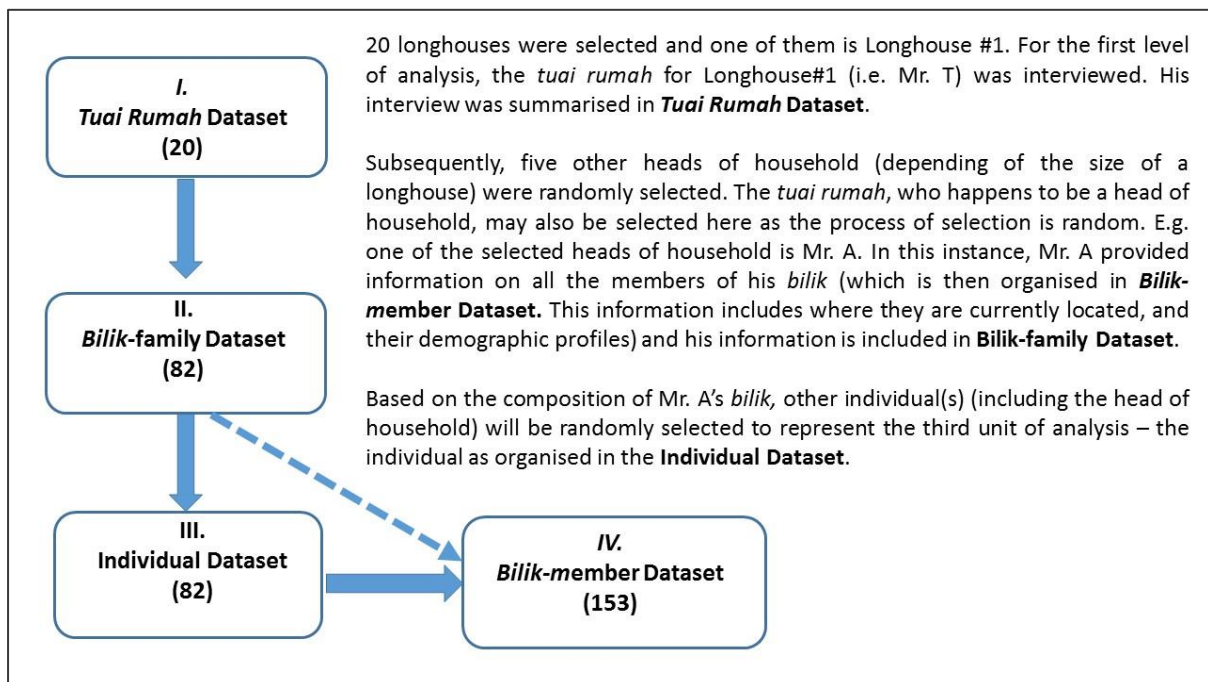 I.
Tuai Rumah Dataset
(20)
20 longhouses were selected and one of them is Longhouse #1. For the first level
of analysis, the tuai rumah for Longhouse#1 (i.e. Mr. T) was interviewed. His
interview was summarised in Tuai Rumah Dataset.
Subsequently, five other heads of household (depending of the size of a
longhouse) were randomly selected. The tuai rumah, who happens to be a head of
household, may also be selected here as the process of selection is random. E.g.
one of the selected heads of household is Mr. A. In this instance, Mr. A provided
information on all the members of his bilik (which is then organised in Bilik-
member Dataset. This information includes where they are currently located, and
their demographic profiles) and his information is included in Bilik-family Dataset.
Based on the composition of Mr. A's bilik, other individual(s) (including the head of
household) will be randomly selected to represent the third unit of analysis – the
individual as organised in the Individual Dataset.
II.
Bilik-family Dataset
(82)
III.
Individual Dataset
(82)
IV.
Bilik-member Dataset
(153)